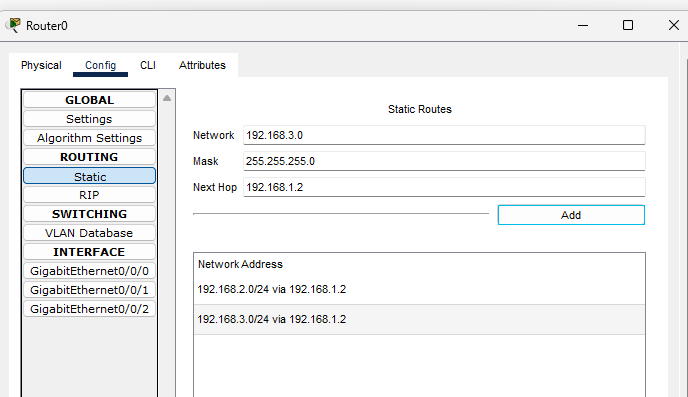 Router0
Physical Config CLI Attributes
GLOBAL
Settings
Algorithm Settings
ROUTING
Static
RIP
SWITCHING
VLAN Database
INTERFACE
GigabitEthernet0/0/0
GigabitEthernet0/0/1
GigabitEthernet0/0/2
Static Routes
Network 192.168.3.0
Mask 255.255.255.0
Next Hop 192.168.1.2
Add
Network Address
192.168.2.0/24 via 192.168.1.2
192.168.3.0/24 via 192.168.1.2